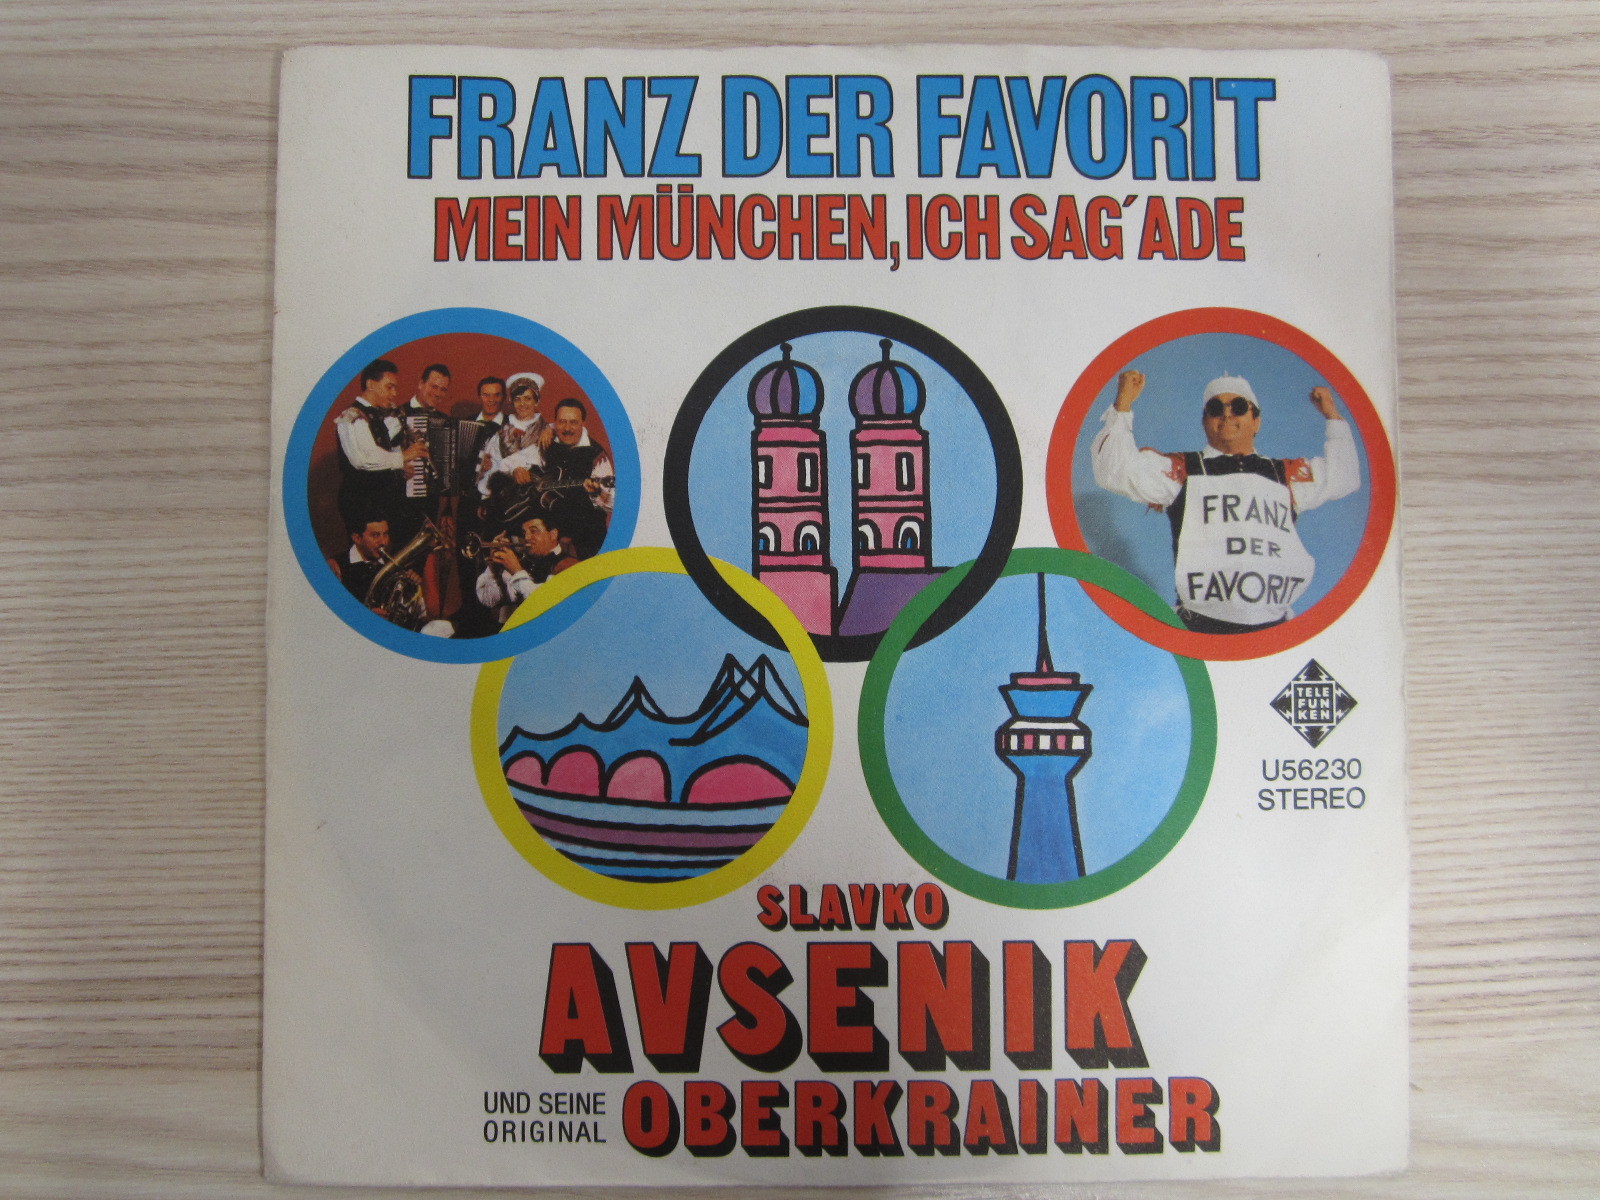 FRANZ DER FAVORIT
MEIN MÜNCHEN, ICH SAG´ADE
FRANZ
DER
FAVORIT
TELE
FUN
KEN
U56230
STEREO
SLAVKO
AVSENIK
UND SEINE
ORIGINAL
OBERKRAINER